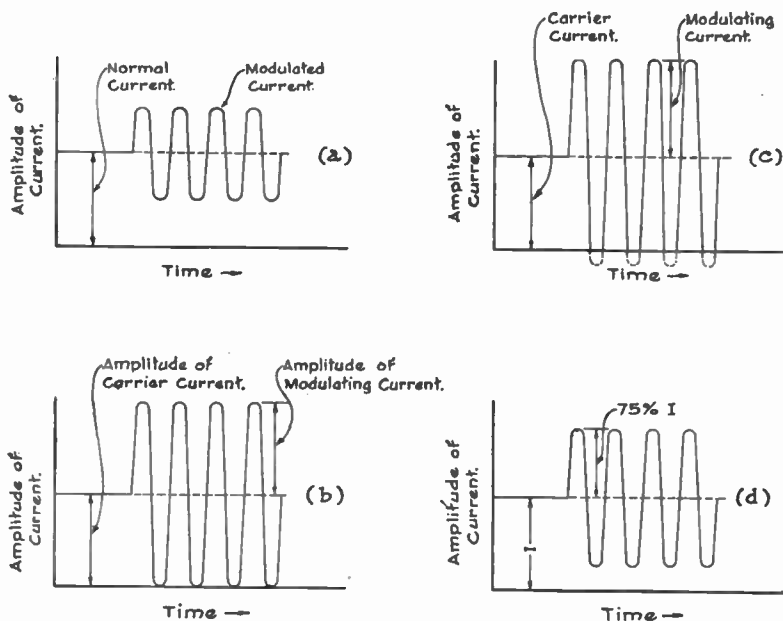 Normal
Current.
Modulated
Current.
Amplitude of
Current.
(a)
Time →
Carrier
Current.
Modulating
Current.
Amplitude of
Current.
(c)
Time →
Amplitude of
Carrier Current.
Amplitude of
Modulating Current.
Amplitude of
Current.
(b)
Time →
75% I
Amplitude of
Current.
I
(d)
Time →